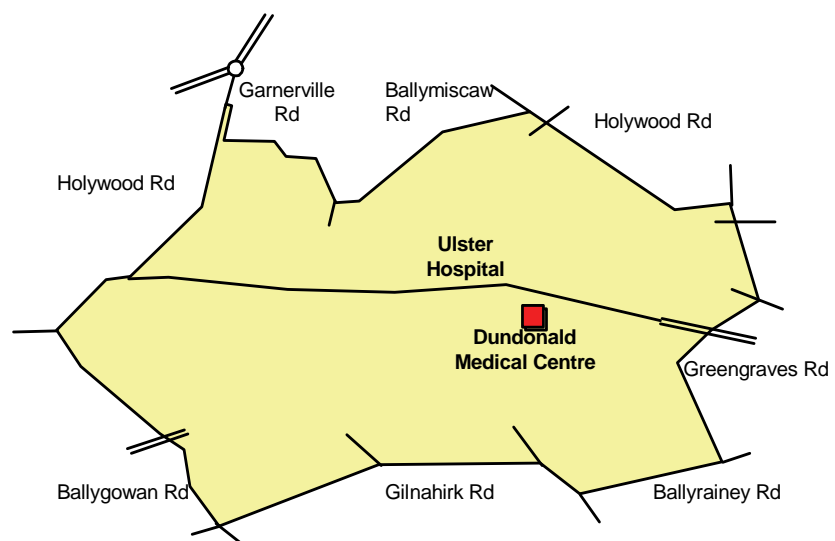 Garnerville
Rd
Ballymiscaw
Rd
Holywood Rd
Holywood Rd
Ulster
Hospital
Dundonald
Medical Centre
Greengraves Rd
Ballygowan Rd
Gilnahirk Rd
Ballyrainey Rd